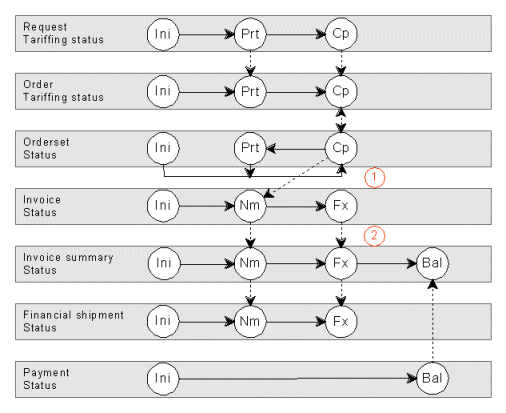 Request
Tariffing status
Ini
Prt
Cp
Order
Tariffing status
Ini
Prt
Cp
Orderset
Status
Ini
Prt
Cp
1
Invoice
Status
Ini
Nm
Fx
2
Invoice summary
Status
Ini
Nm
Fx
Bal
Financial shipment
Status
Ini
Nm
Fx
Payment
Status
Ini
Bal